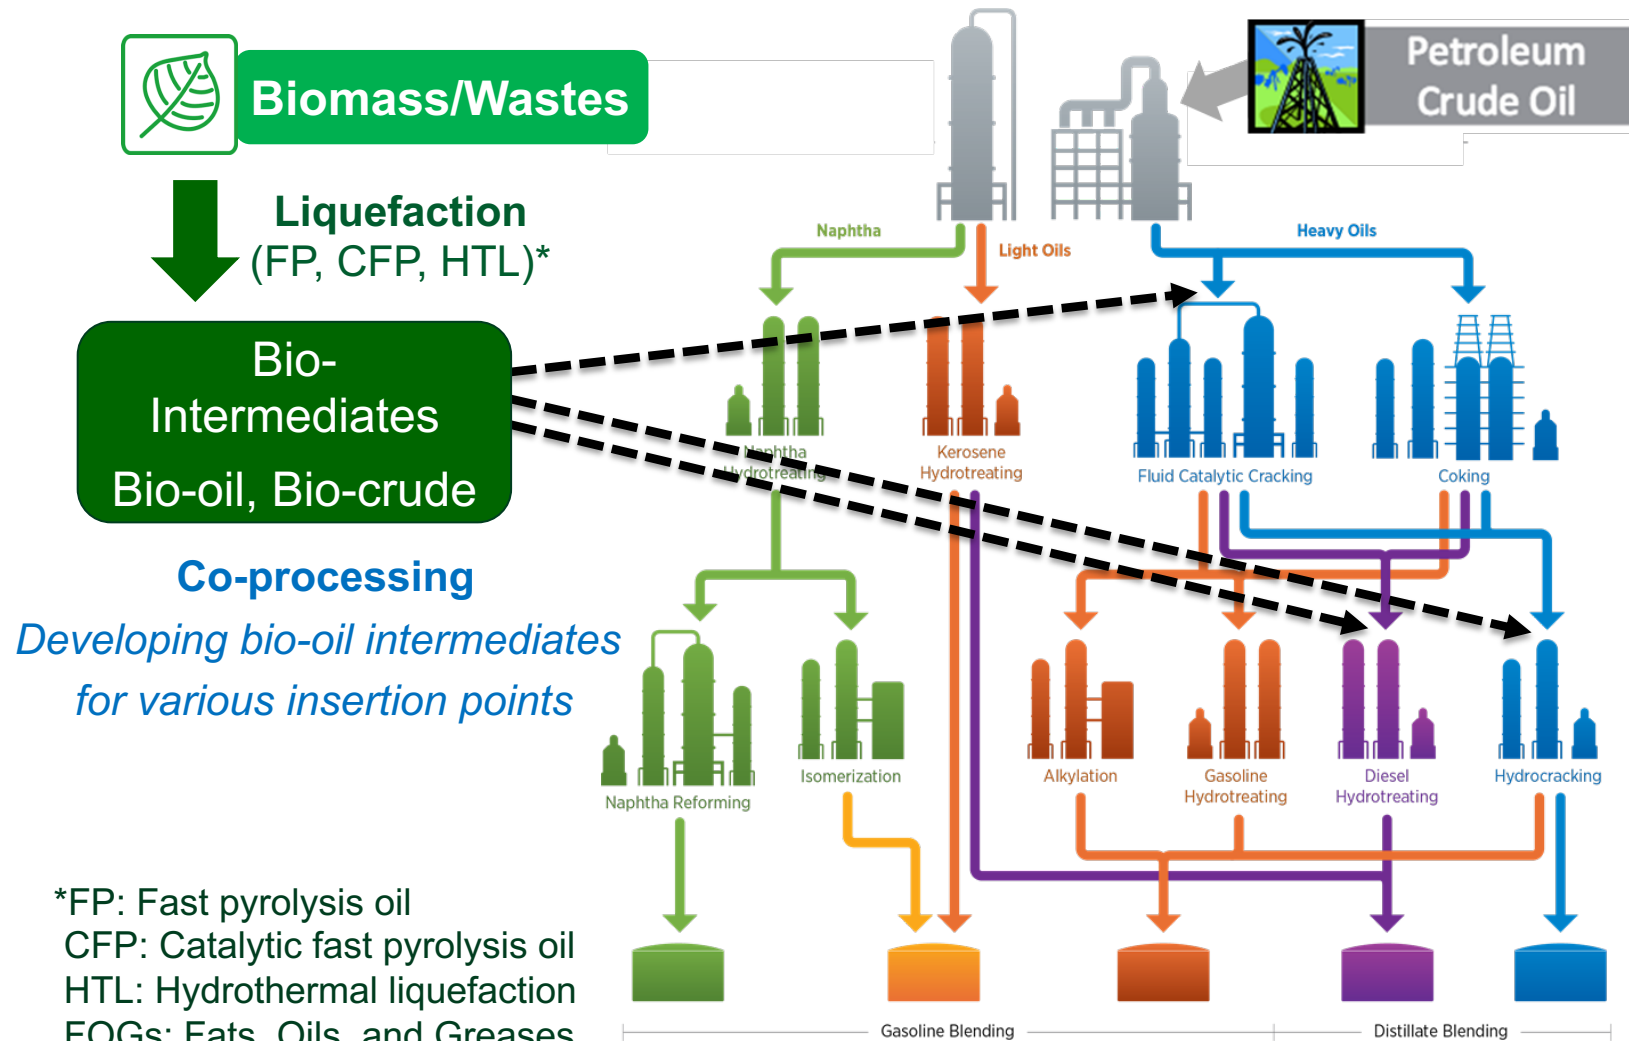 Biomass/Wastes
Petroleum
Crude Oil
Liquefaction
(FP, CFP, HTL)*
Naphtha
Light Oils
Heavy Oils
Bio-
Intermediates
Bio-oil, Bio-crude
Naphtha
Hydrotreating
Kerosene
Hydrotreating
Fluid Catalytic Cracking
Coking
Co-processing
Developing bio-oil intermediates
for various insertion points
Naphtha Reforming
Isomerization
Alkylation
Gasoline
Hydrotreating
Diesel
Hydrotreating
Hydrocracking
*FP: Fast pyrolysis oil
CFP: Catalytic fast pyrolysis oil
HTL: Hydrothermal liquefaction
FOGs: Fats, Oils, and Greases
Gasoline Blending
Distillate Blending